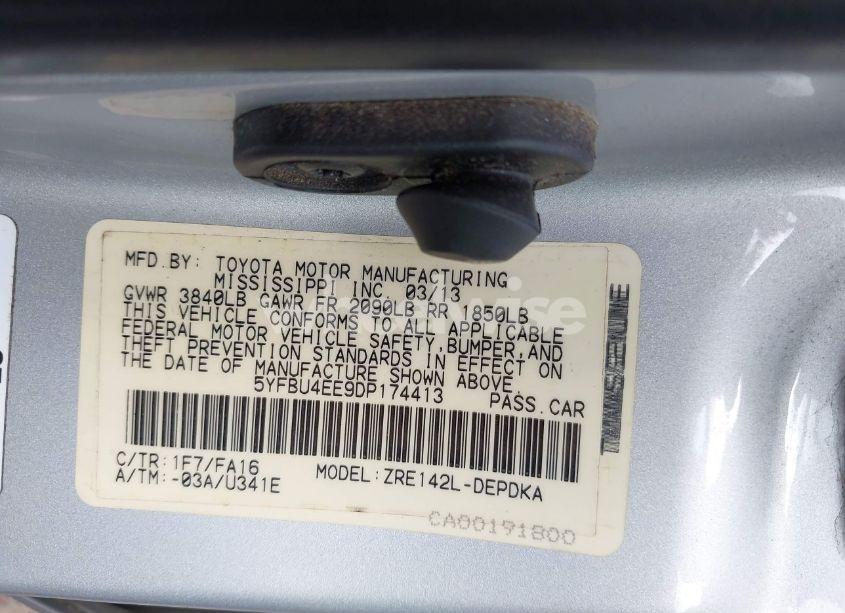 MFD.BY: TOYOTA MOTOR MANUFACTURING
MISSISSIPPI INC. 03/13
GVWR 3840LB GAWR FR 2090LB RR 1850LB
THIS VEHICLE CONFORMS TO ALL APPLICABLE
FEDERAL MOTOR VEHICLE SAFETY,BUMPER,AND
THEFT PREVENTION STANDARDS IN EFFECT ON
THE DATE OF MANUFACTURE SHOWN ABOVE.
5YFBU4EE9DP174413 PASS.CAR
C/TR:1F7/FA16 MODEL:ZRE142L-DEPDKA
A/TM:-03A/U341E
CA00191800